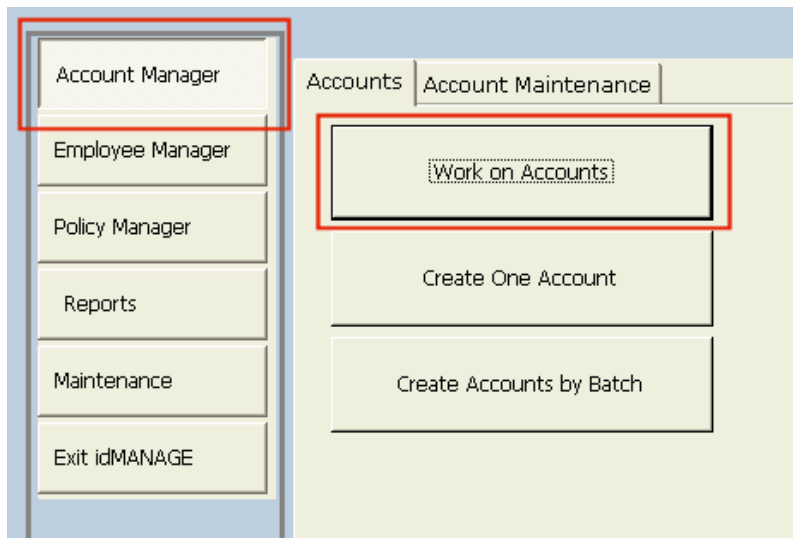 Account Manager
Employee Manager
Policy Manager
Reports
Maintenance
Exit idMANAGE
Accounts
Account Maintenance
Work on Accounts
Create One Account
Create Accounts by Batch